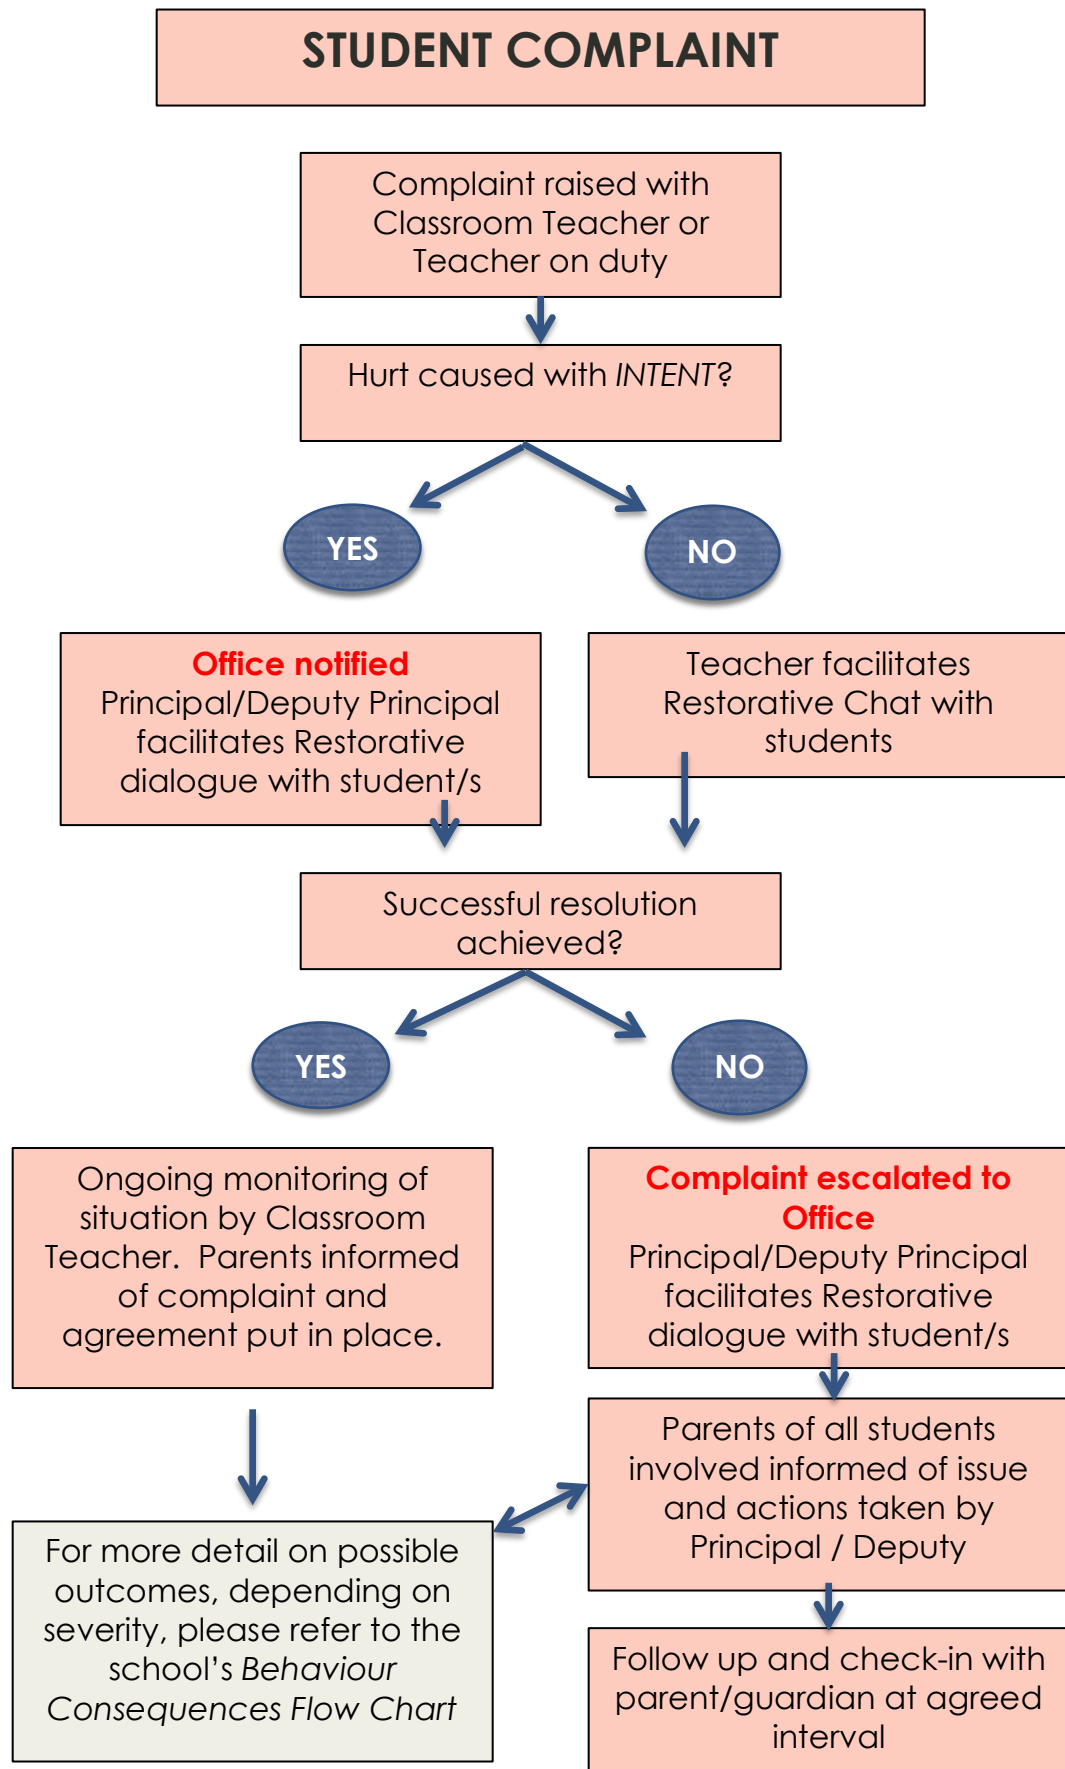 STUDENT COMPLAINT
Complaint raised with
Classroom Teacher or
Teacher on duty
Hurt caused with INTENT?
YES
NO
Office notified
Principal/Deputy Principal
facilitates Restorative
dialogue with student/s
Teacher facilitates
Restorative Chat with
students
Successful resolution
achieved?
YES
NO
Ongoing monitoring of
situation by Classroom
Teacher.  Parents informed
of complaint and
agreement put in place.
Complaint escalated to
Office
Principal/Deputy Principal
facilitates Restorative
dialogue with student/s
Parents of all students
involved informed of issue
and actions taken by
Principal / Deputy
For more detail on possible
outcomes, depending on
severity, please refer to the
school’s Behaviour
Consequences Flow Chart
Follow up and check-in with
parent/guardian at agreed
interval